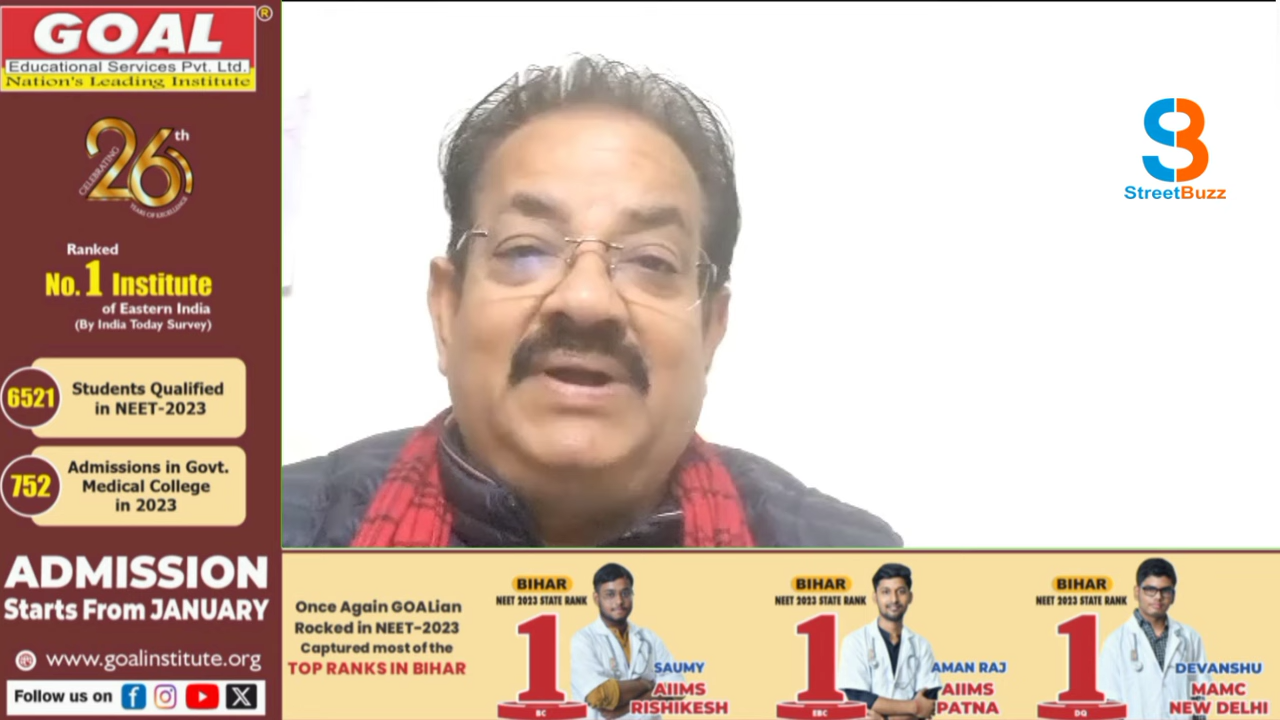 GOAL
®
Educational Services Pvt. Ltd.
Nation's Leading Institute
CELEBRATING
26th
YEARS OF EXCELLENCE
Ranked
No. 1 Institute
of Eastern India
(By India Today Survey)
6521
Students Qualified
in NEET-2023
752
Admissions in Govt.
Medical College
in 2023
ADMISSION
Starts From JANUARY
www.goalinstitute.org
Follow us on
StreetBuzz
Once Again GOALian
Rocked in NEET-2023
Captured most of the
TOP RANKS IN BIHAR
BIHAR
NEET 2023 STATE RANK
1
BC
SAUMY
AIIMS
RISHIKESH
BIHAR
NEET 2023 STATE RANK
1
EBC
AMAN RAJ
AIIMS
PATNA
BIHAR
NEET 2023 STATE RANK
1
DQ
DEVANSHU
MAMC
NEW DELHI